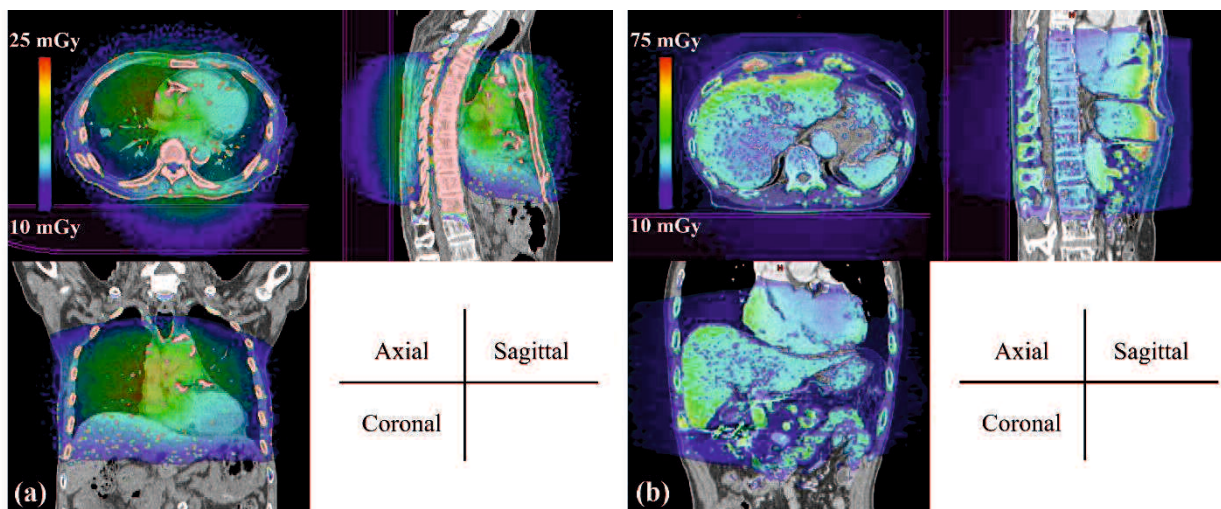 25 mGy
10 mGy
Axial Sagittal
Coronal
(a)
75 mGy
H
10 mGy
H
Axial Sagittal
Coronal
(b)